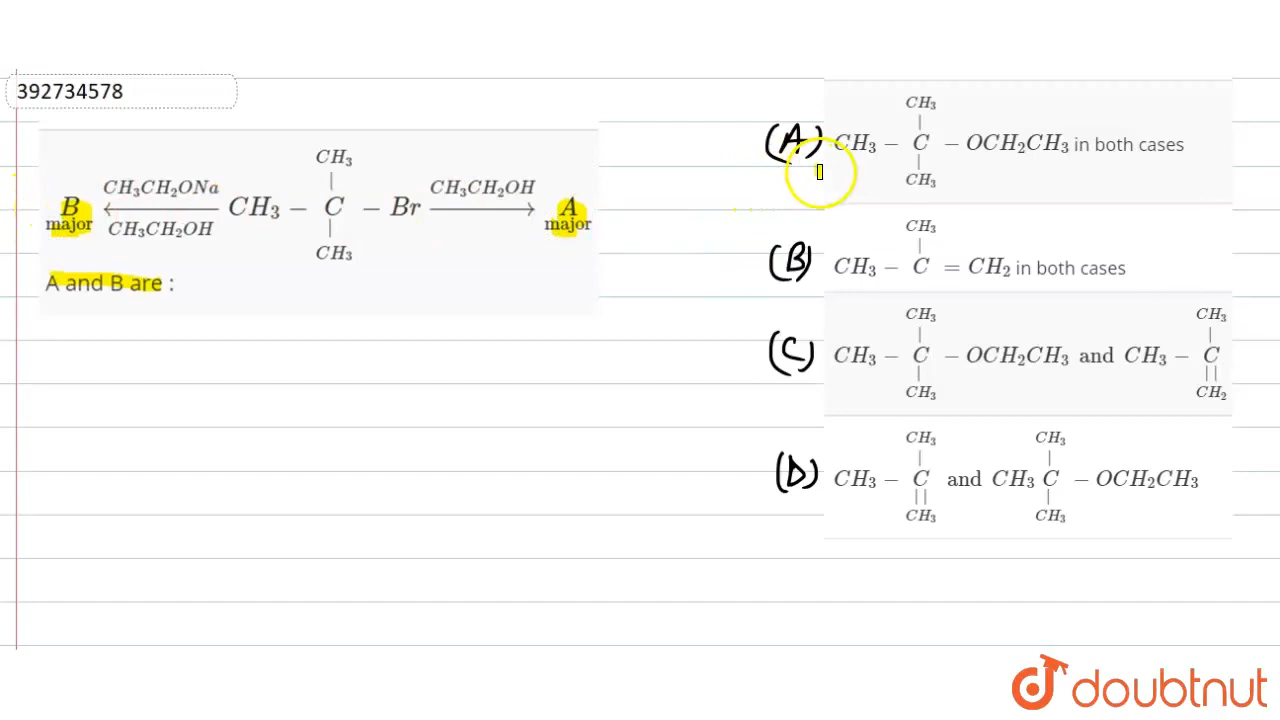 392734578
CH3
|
B major ← CH3CH2ONa / CH3CH2OH CH3 − C − Br CH3CH2OH → A major
|
CH3
A and B are :
(A) CH3 − C − OCH2CH3 in both cases
CH3
|
|
CH3
(B) CH3 − C = CH2 in both cases
CH3
|
(C) CH3 − C − OCH2CH3 and CH3 − C
CH3
|
|
CH3
CH3
|
||
CH2
(D) CH3 − C and CH3 C − OCH2CH3
CH3
|
||
CH3
CH3
|
|
CH3
doubtnut